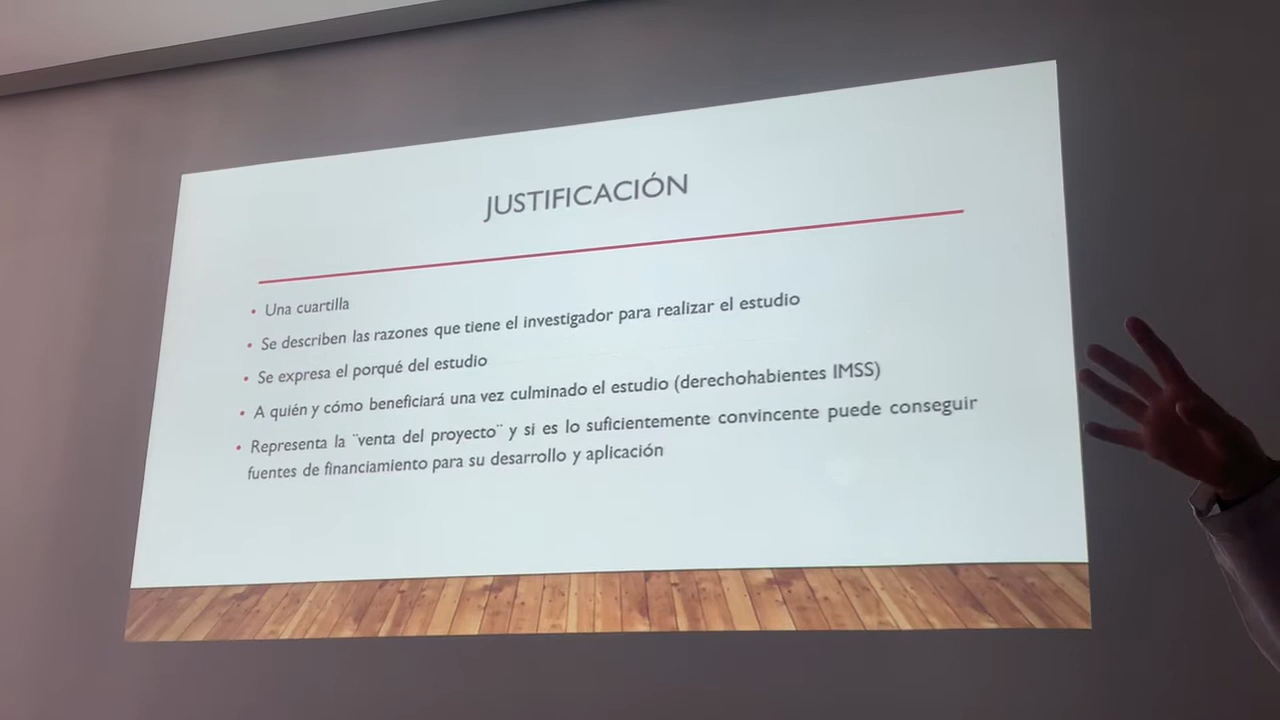 JUSTIFICACIÓN
• Una cuartilla
• Se describen las razones que tiene el investigador para realizar el estudio
• Se expresa el porqué del estudio
• A quién y cómo beneficiará una vez culminado el estudio (derechohabientes IMSS)
• Representa la ¨venta del proyecto¨ y si es lo suficientemente convincente puede conseguir
fuentes de financiamiento para su desarrollo y aplicación